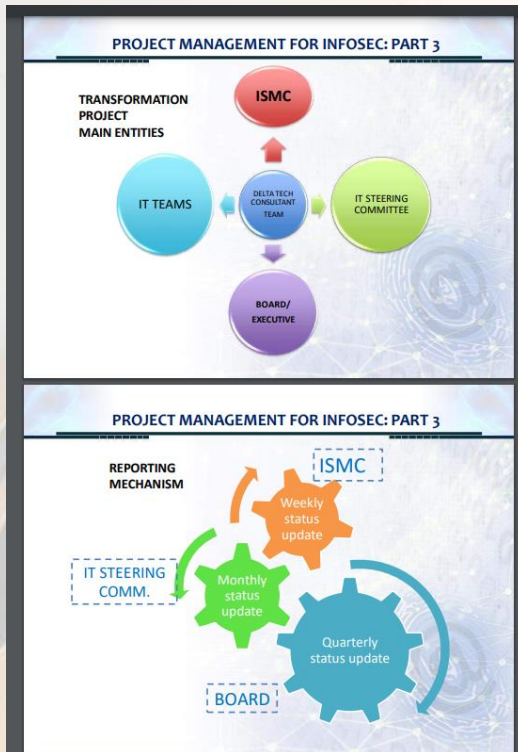 PROJECT MANAGEMENT FOR INFOSEC: PART 3
TRANSFORMATION
PROJECT
MAIN ENTITIES
ISMC
IT TEAMS
DELTA TECH
CONSULTANT
TEAM
IT STEERING
COMMITTEE
BOARD/
EXECUTIVE
PROJECT MANAGEMENT FOR INFOSEC: PART 3
REPORTING
MECHANISM
ISMC
Weekly
status
update
IT STEERING
COMM.
Monthly
status
update
Quarterly
status update
BOARD